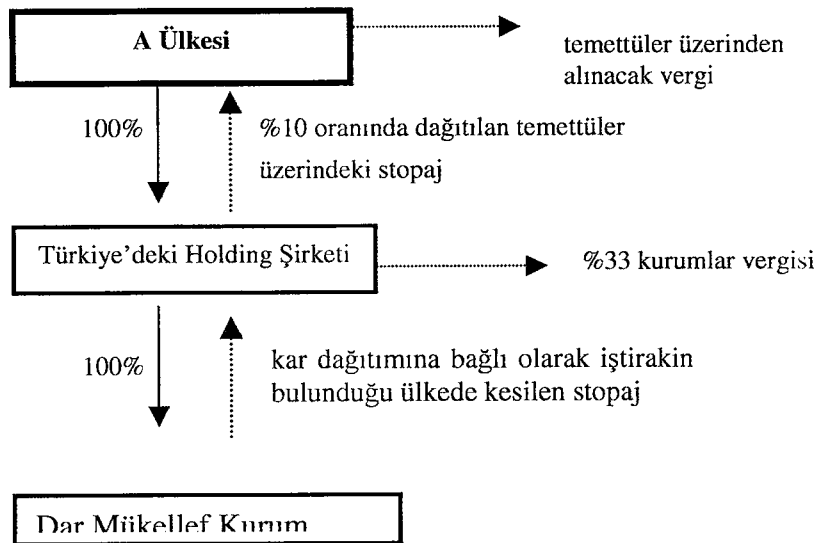 A Ülkesi
temettüler üzerinden
alınacak vergi
100%
%10 oranında dağıtılan temettüler
üzerindeki stopaj
Türkiye'deki Holding Şirketi
%33 kurumlar vergisi
100%
kar dağıtımına bağlı olarak iştirakin
bulunduğu ülkede kesilen stopaj
Dar Mükellef Kurum